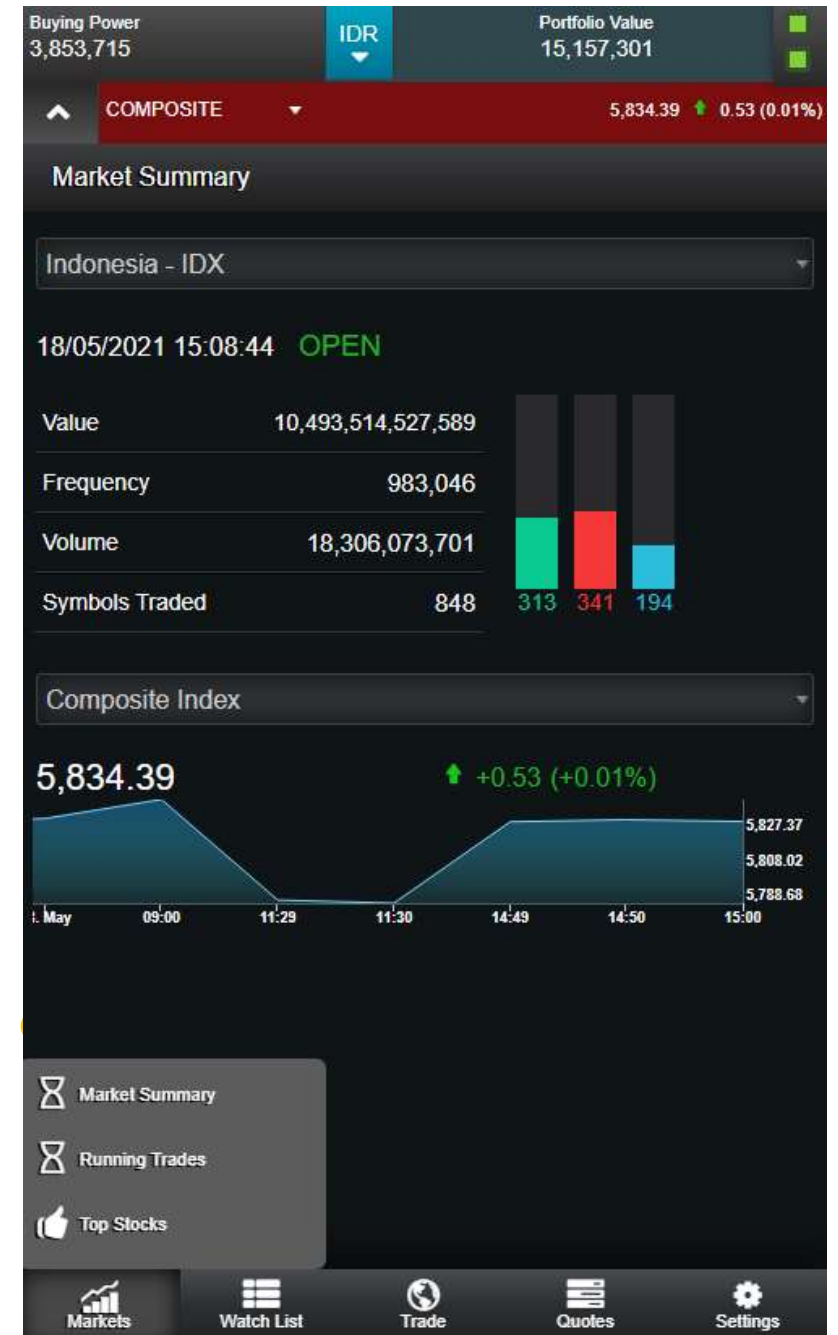 Buying Power
3,853,715
IDR
Portfolio Value
15,157,301
COMPOSITE
5,834.39 0.53 (0.01%)
Market Summary
Indonesia - IDX
18/05/2021 15:08:44 OPEN
Value 10,493,514,527,589
Frequency 983,046
Volume 18,306,073,701
Symbols Traded 848
313 341 194
Composite Index
5,834.39 +0.53 (+0.01%)
5,827.37
5,808.02
5,788.68
. May 09:00 11:29 11:30 14:49 14:50 15:00
Market Summary
Running Trades
Top Stocks
Markets Watch List Trade Quotes Settings